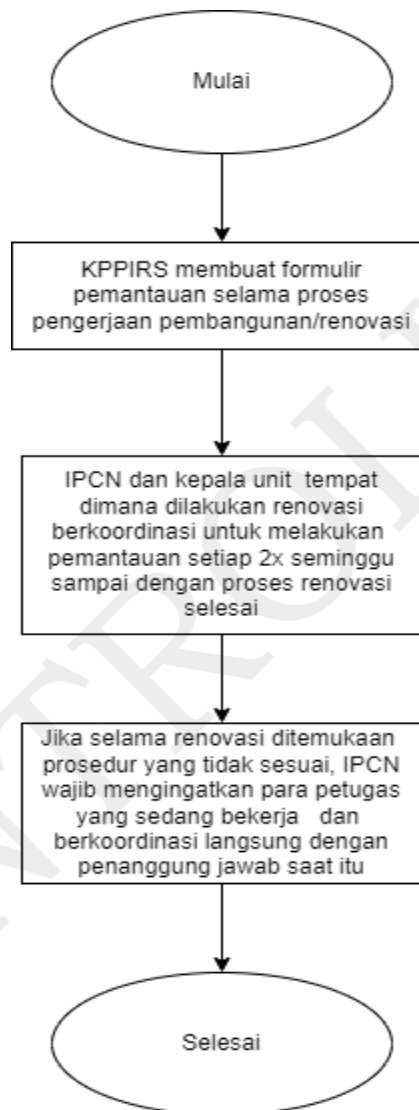 Mulai
KPPIRS membuat formulir
pemantauan selama proses
pengerjaan pembangunan/renovasi
IPCN dan kepala unit tempat
dimana dilakukan renovasi
berkoordinasi untuk melakukan
pemantauan setiap 2x seminggu
sampai dengan proses renovasi
selesai
Jika selama renovasi ditemukaan
prosedur yang tidak sesuai, IPCN
wajib mengingatkan para petugas
yang sedang bekerja dan
berkoordinasi langsung dengan
penanggung jawab saat itu
Selesai